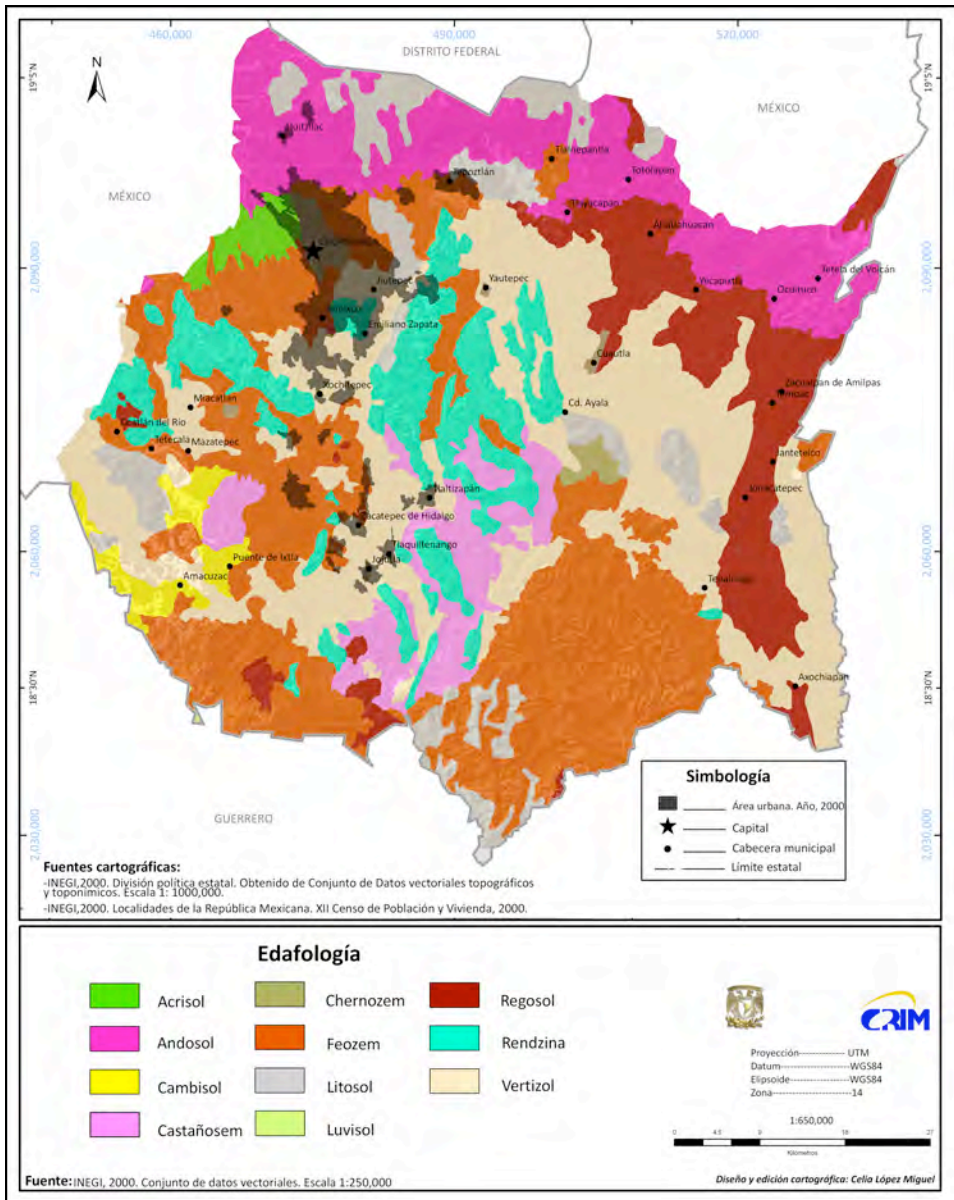 460,000
490,000
520,000
DISTRITO FEDERAL
19°5'N
19°5'N
N
MÉXICO
Huitzilac
Tlalnepantla
Totolapan
Tepoztlán
MÉXICO
Tlayacapan
Atlatlahucan
2,090,000
2,090,000
Tetela del Volcán
Jiutepec
Yautepec
Yecapixtla
Ocuituco
Temixco
Emiliano Zapata
Cuautla
Xochitepec
Zacualpan de Amilpas
Temoac
Miacatlán
Cd. Ayala
Coatlán del Río
Tetecala
Mazatepec
Jantetelco
Tlaltizapán
Jonacatepec
Zacatepec de Hidalgo
Tlaquiltenango
2,060,000
2,060,000
Puente de Ixtla
Jojutla
Amacuzac
Tepalcingo
18°30'N
18°30'N
Axochiapan
Simbología
Área urbana. Año, 2000
Capital
Cabecera municipal
Límite estatal
GUERRERO
2,030,000
2,030,000
Fuentes cartográficas:
-INEGI,2000. División política estatal. Obtenido de Conjunto de Datos vectoriales topográficos
y toponímicos. Escala 1: 1000,000.
-INEGI,2000. Localidades de la República Mexicana. XII Censo de Población y Vivienda, 2000.
Edafología
Acrisol
Chernozem
Regosol
Andosol
Feozem
Rendzina
Cambisol
Litosol
Vertizol
Castañosem
Luvisol
CRIM
Proyección UTM
Datum WGS84
Elipsoide WGS84
Zona 14
1:650,000
0 4.5 9 18 27
Kilometros
Fuente: INEGI, 2000. Conjunto de datos vectoriales. Escala 1:250,000
Diseño y edición cartográfica: Celia López Miguel